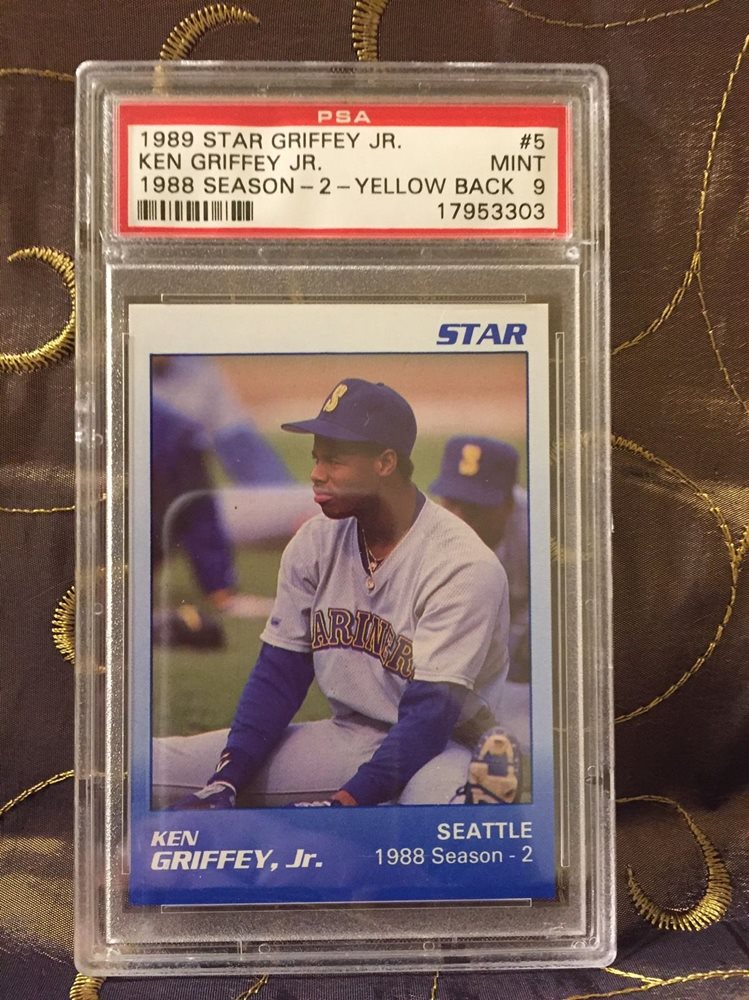 PSA
1989 STAR GRIFFEY JR. #5
KEN GRIFFEY JR. MINT
1988 SEASON - 2 - YELLOW BACK 9
17953303
STAR
S
S
ARINER
KEN
GRIFFEY, Jr.
SEATTLE
1988 Season - 2